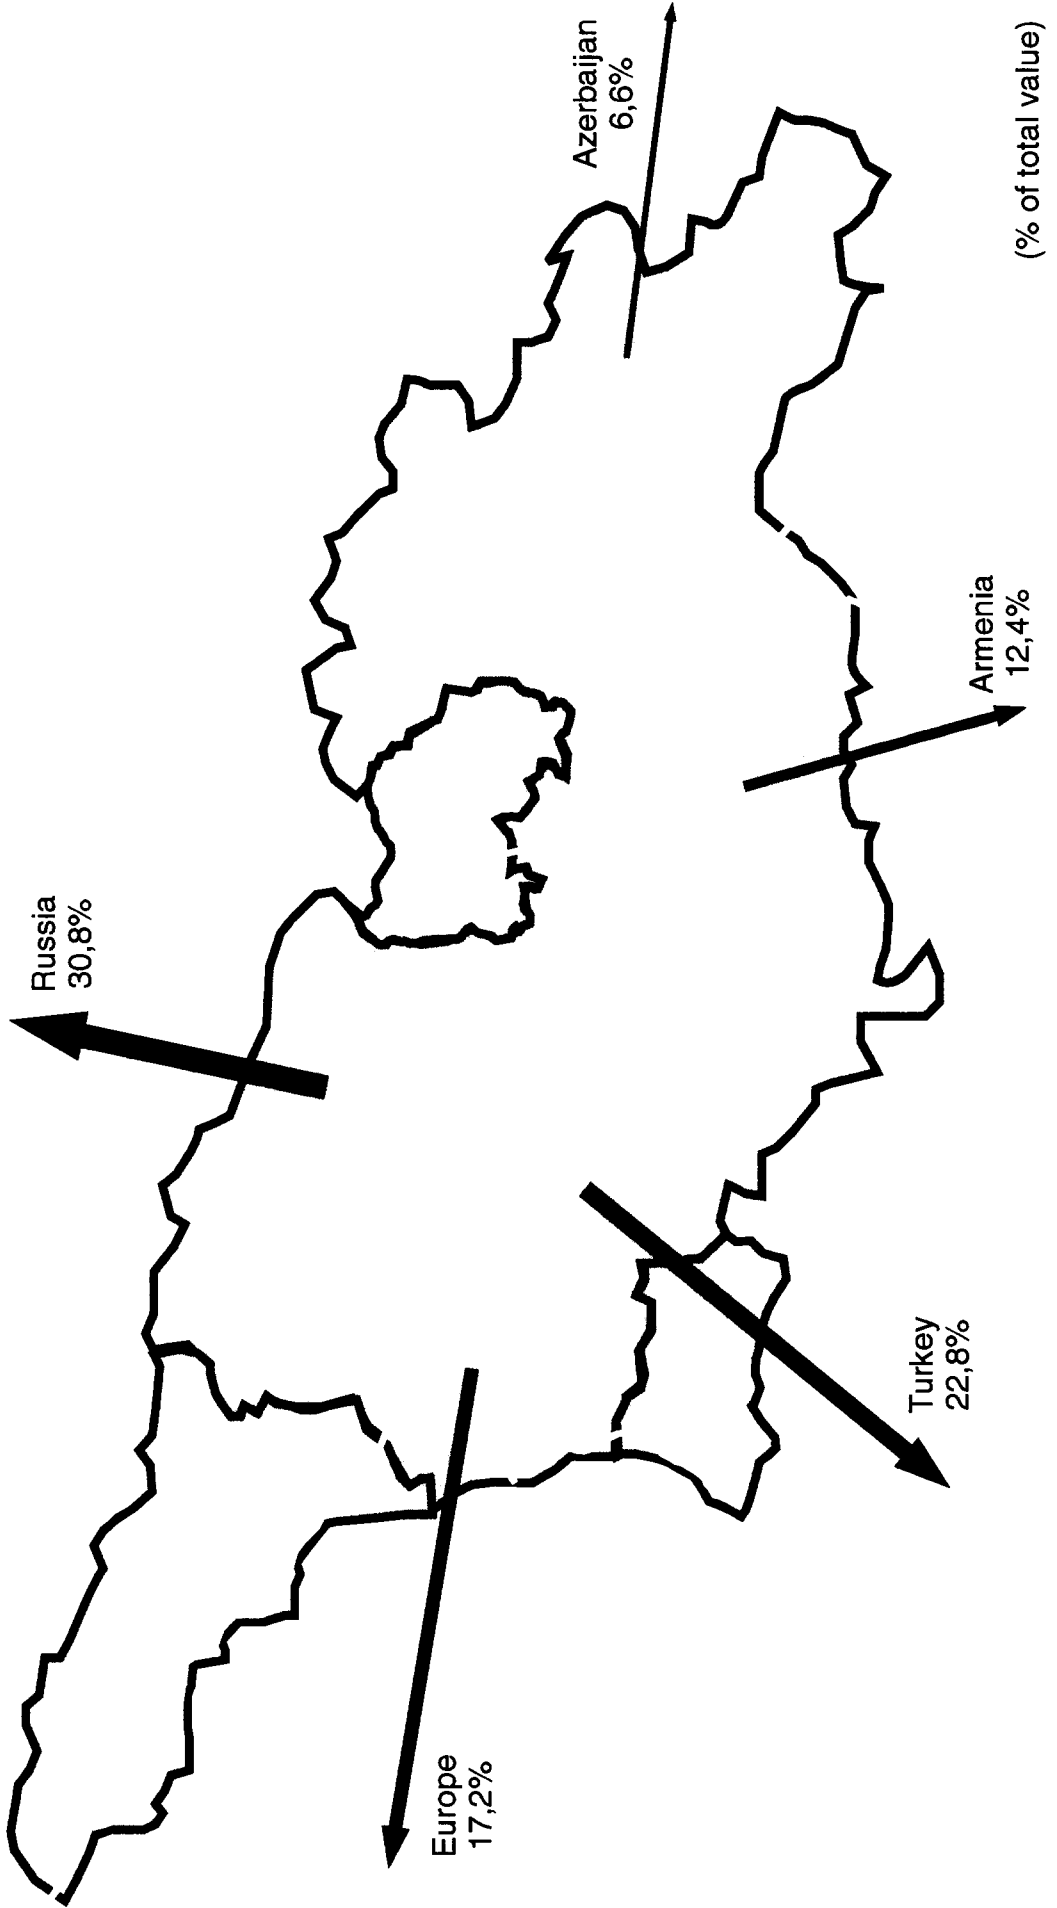 Russia
30,8%
Azerbaijan
6,6%
Europe
17,2%
Turkey
22,8%
Armenia
12,4%
(% of total value)